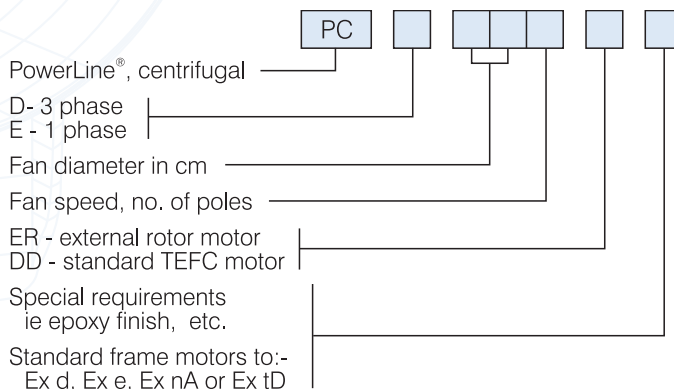 PC
PowerLine®, centrifugal
D- 3 phase
E - 1 phase
Fan diameter in cm
Fan speed, no. of poles
ER - external rotor motor
DD - standard TEFC motor
Special requirements
ie epoxy finish, etc.
Standard frame motors to:-
Ex d. Ex e. Ex nA or Ex tD